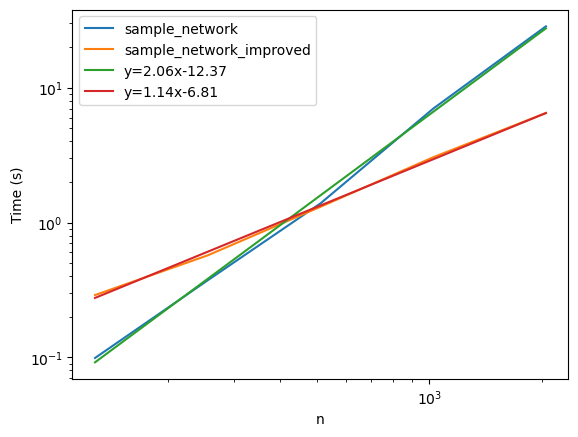 sample_network
sample_network_improved
y=2.06x-12.37
y=1.14x-6.81
Time (s)
10¹
10⁰
10⁻¹
10³
n